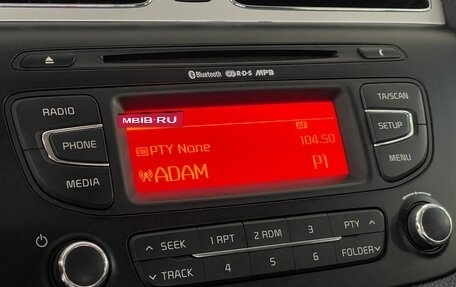 Bluetooth R·D·S MP3
RADIO
TA/SCAN
MBIB.RU
AF
PHONE
SETUP
PTY None
104.50
MEDIA
MENU
ADAM
P1
SEEK 1 RPT 2 RDM 3 PTY
TRACK 4 5 6 FOLDER